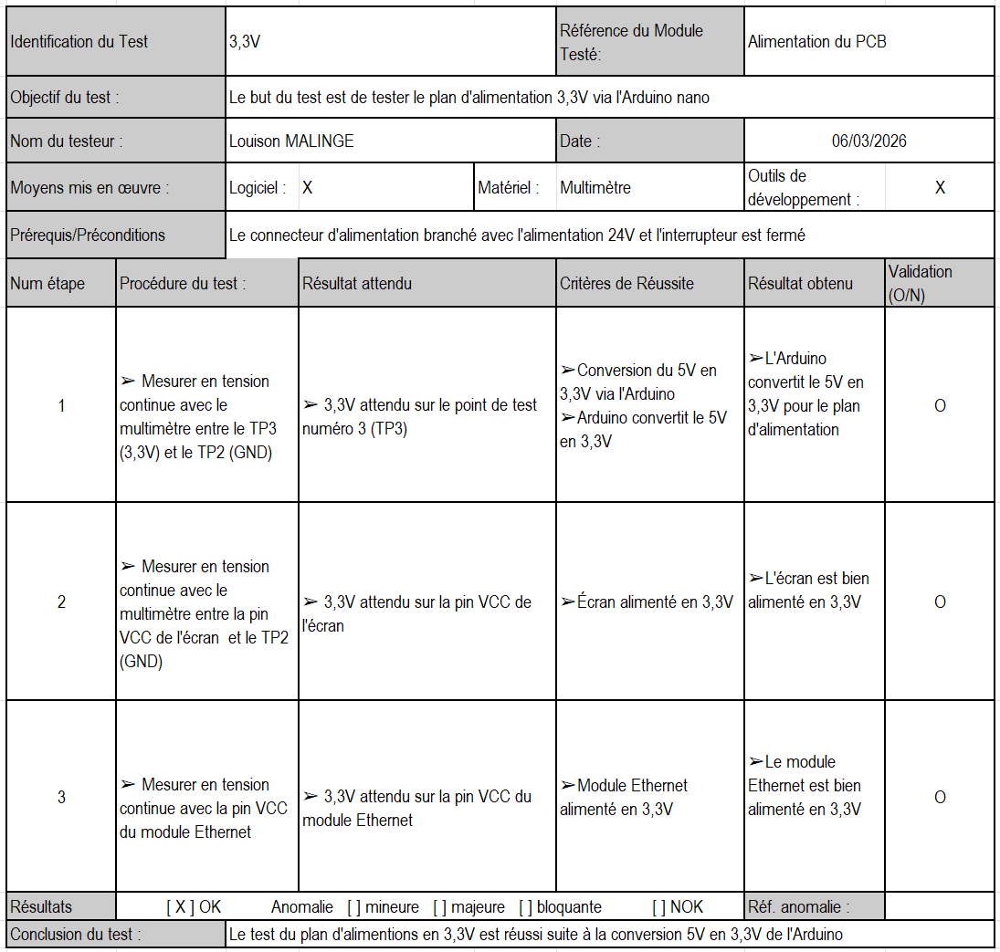 Identification du Test
3,3V
Référence du Module
Testé:
Alimentation du PCB
Objectif du test :
Le but du test est de tester le plan d'alimentation 3,3V via l'Arduino nano
Nom du testeur :
Louison MALINGE
Date :
06/03/2026
Moyens mis en œuvre :
Logiciel :
X
Matériel :
Multimètre
Outils de
développement :
X
Prérequis/Préconditions
Le connecteur d'alimentation branché avec l'alimentation 24V et l'interrupteur est fermé
Num étape
Procédure du test :
Résultat attendu
Critères de Réussite
Résultat obtenu
Validation
(O/N)
1
➢ Mesurer en tension
continue avec le
multimètre entre le TP3
(3,3V) et le TP2 (GND)
➢ 3,3V attendu sur le point de test
numéro 3 (TP3)
➢Conversion du 5V en
3,3V via l'Arduino
➢Arduino convertit le 5V
en 3,3V
➢L'Arduino
convertit le 5V en
3,3V pour le plan
d'alimentation
O
2
➢ Mesurer en tension
continue avec le
multimètre entre la pin
VCC de l'écran  et le TP2
(GND)
➢ 3,3V attendu sur la pin VCC de
l'écran
➢Écran alimenté en 3,3V
➢L'écran est bien
alimenté en 3,3V
O
3
➢ Mesurer en tension
continue avec la pin VCC
du module Ethernet
➢ 3,3V attendu sur la pin VCC du
module Ethernet
➢Module Ethernet
alimenté en 3,3V
➢Le module
Ethernet est bien
alimenté en 3,3V
O
Résultats
[ X ] OK Anomalie [ ] mineure [ ] majeure [ ] bloquante [ ] NOK
Réf. anomalie :
Conclusion du test :
Le test du plan d'alimentions en 3,3V est réussi suite à la conversion 5V en 3,3V de l'Arduino